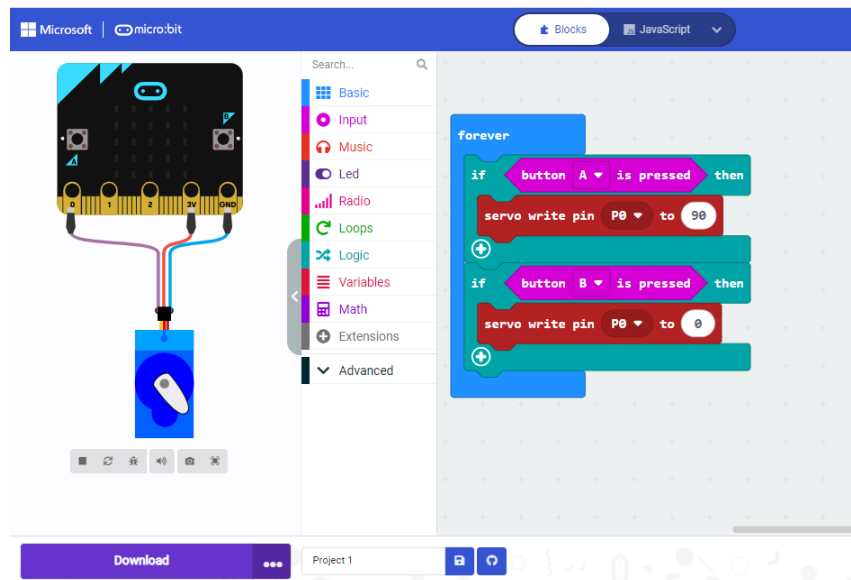 Microsoft | micro:bit
Blocks
JavaScript
B
A
0 1 2 3V GND
Search...
Basic
Input
Music
Led
Radio
Loops
Logic
Variables
Math
Extensions
Advanced
forever
if button A is pressed then
servo write pin P0 to 90
if button B is pressed then
servo write pin P0 to 0
Download
Project 1